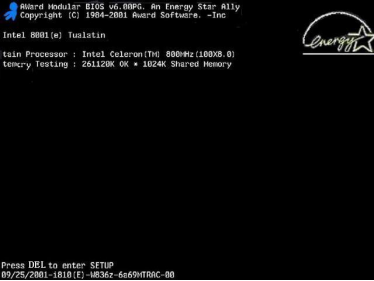 AWard Modular BIOS v6.00PG. An Energy Star Ally
Copyright (C) 1984-2001 Award Software. -Inc
energy
Intel 8001(e) Tualatin
tain Processor : Intel Celeron(TM) 800MHz(100X8.0)
temcry Testing : 261120K OK * 1024K Shared Memory
Press DEL to enter SETUP
09/25/2001-i810(E)-W836z-6s69MTRAC-00